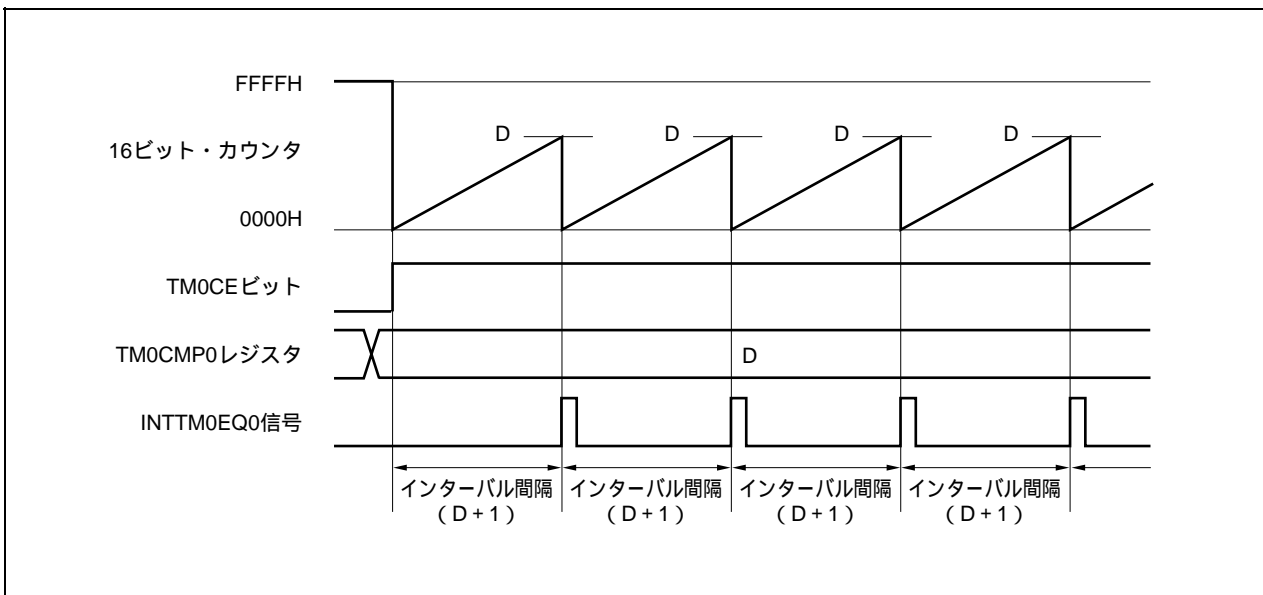 FFFFH
D D D D
16ビット・カウンタ
0000H
TM0CEビット
TM0CMP0レジスタ
D
INTTM0EQ0信号
インターバル間隔 インターバル間隔 インターバル間隔 インターバル間隔
（D+1） （D+1） （D+1） （D+1）